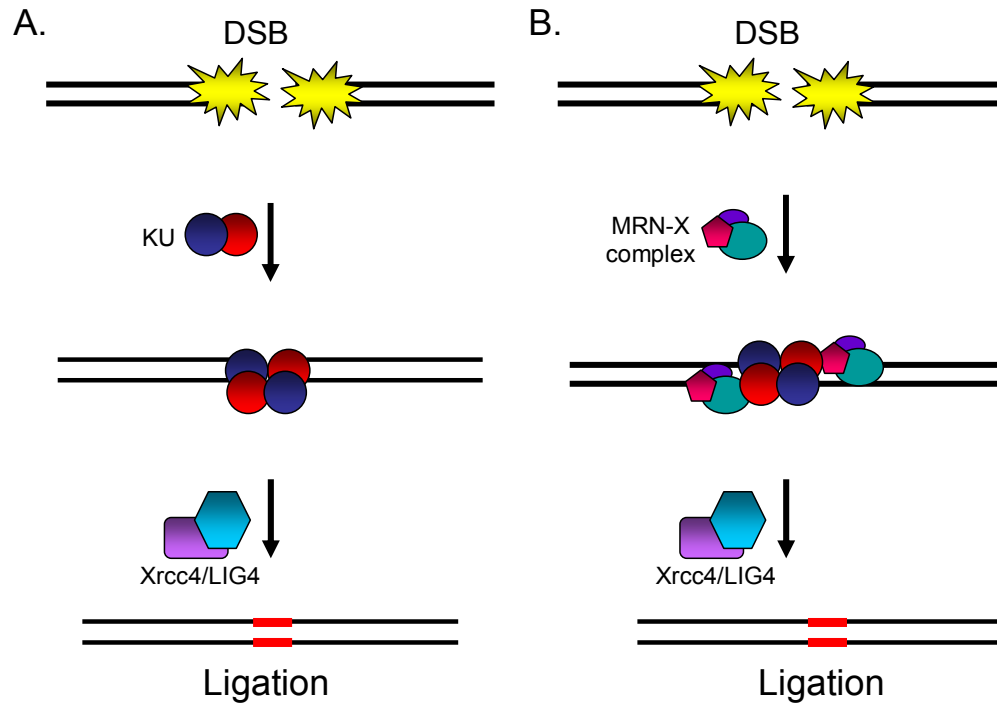 A.
DSB
KU
Xrcc4/LIG4
Ligation
B.
DSB
MRN-X
complex
Xrcc4/LIG4
Ligation